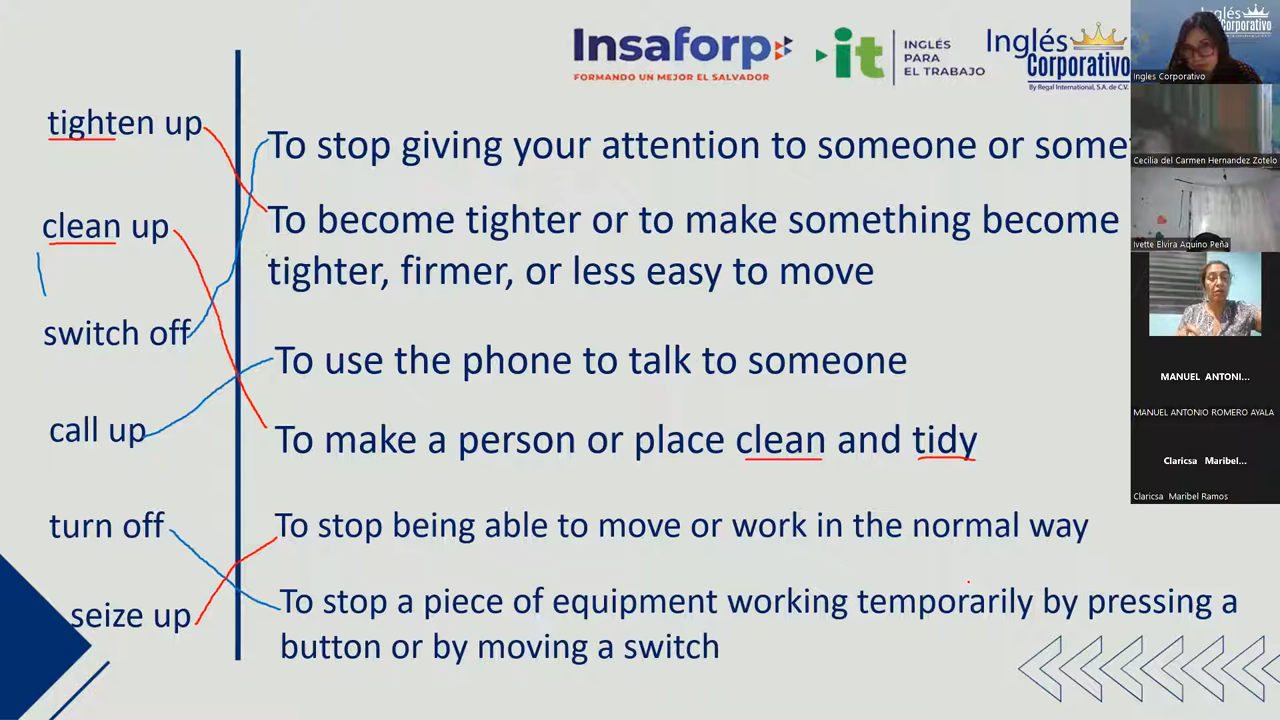 Insaforp
FORMANDO UN MEJOR EL SALVADOR
it
INGLÉS
PARA
EL TRABAJO
Inglés
Corporativo
By Regal International, S.A. de C.V.
tighten up
clean up
switch off
call up
turn off
seize up
To stop giving your attention to someone or
To become tighter or to make something become
tighter, firmer, or less easy to move
To use the phone to talk to someone
To make a person or place clean and tidy
To stop being able to move or work in the normal way
To stop a piece of equipment working temporarily by pressing a
button or by moving a switch
Ingles Corporativo
Cecilia del Carmen Hernandez Zotelo
Ivette Elvira Aquino Peña
MANUEL ANTONI...
MANUEL ANTONIO ROMERO AYALA
Claricsa Maribel...
Claricsa Maribel Ramos